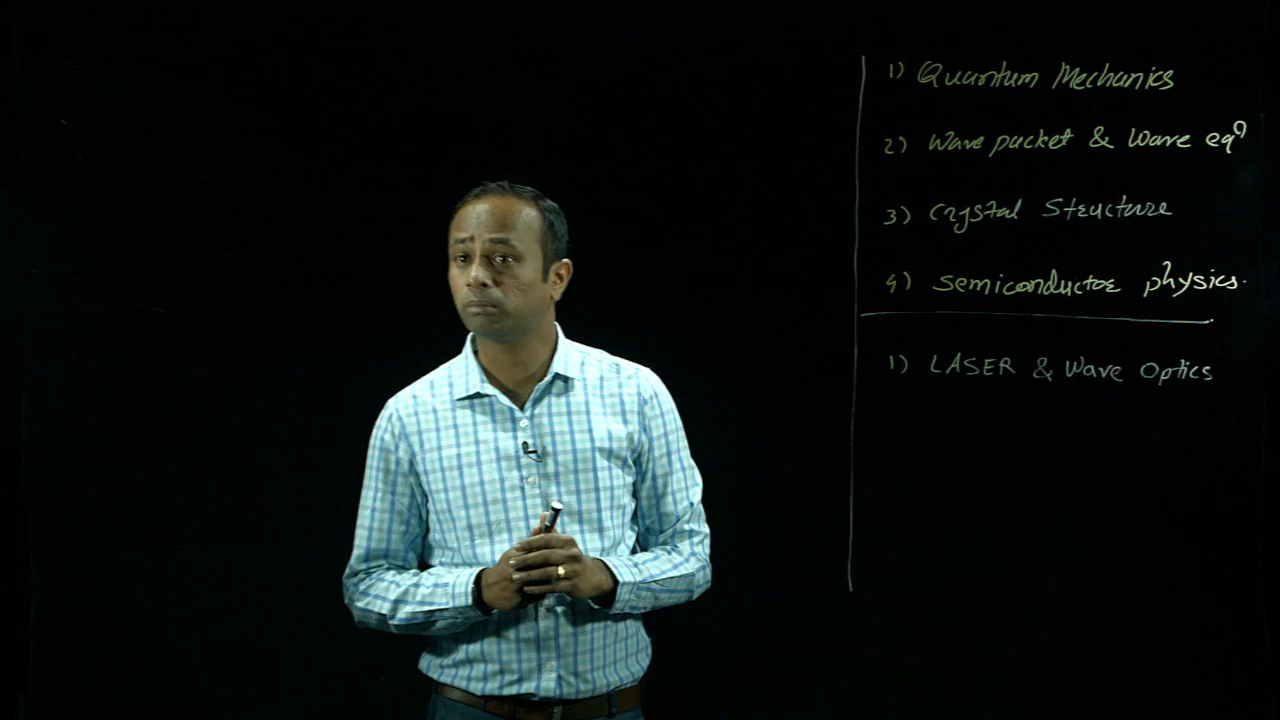 1) Quantum Mechanics
2) Wave packet & Wave eqn
3) Crystal Structure
4) Semiconductor physics.
1) LASER & Wave Optics